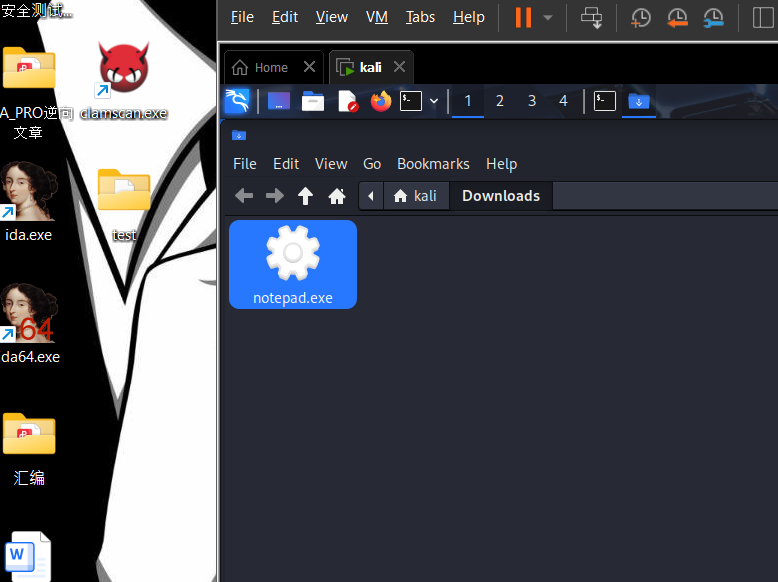 安全测试...
A_PRO逆向
文章
clamscan.exe
ida.exe
test
64
da64.exe
汇编
W
File Edit View VM Tabs Help
Home
kali
1 2 3 4
File Edit View Go Bookmarks Help
kali
Downloads
notepad.exe